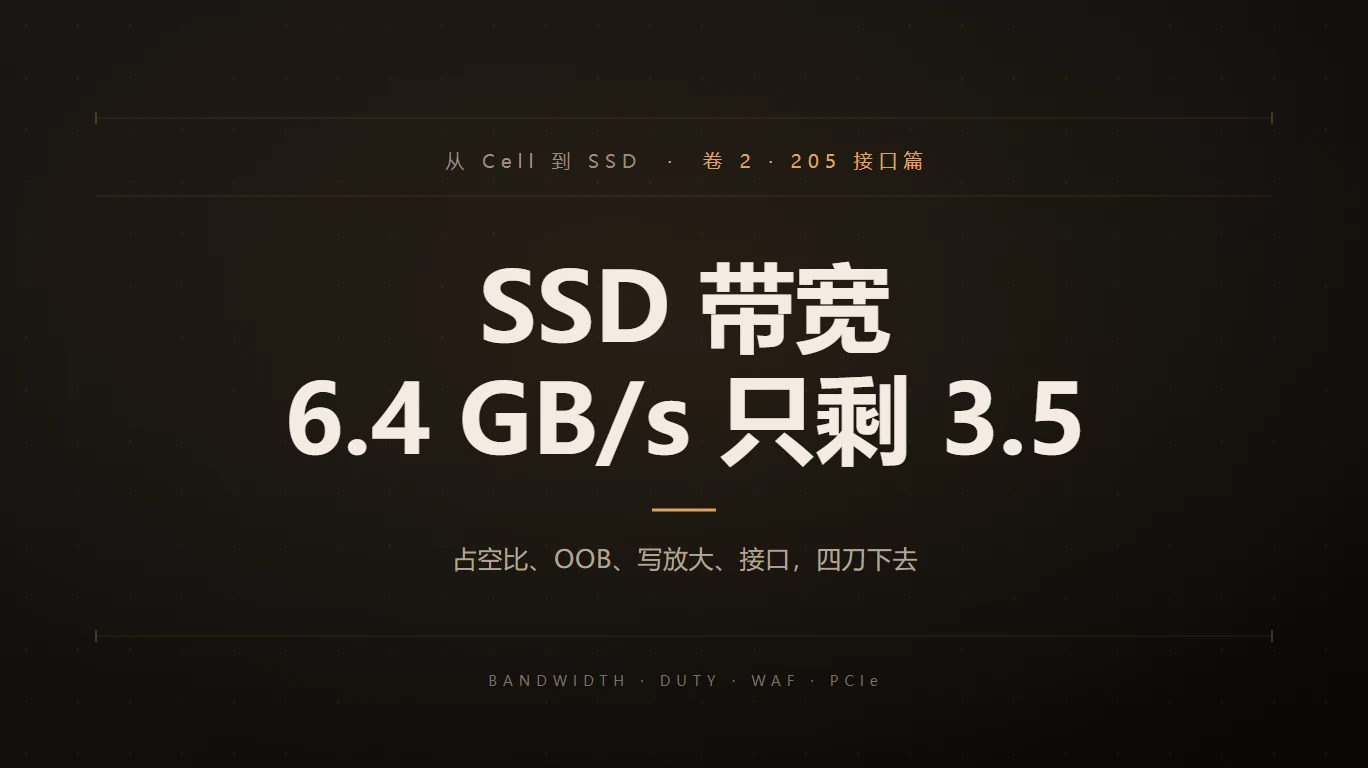 从 Cell 到 SSD · 卷 2 · 205 接口篇
SSD 带宽
6.4 GB/s 只剩 3.5
占空比、OOB、写放大、接口，四刀下去
BANDWIDTH · DUTY · WAF · PCIe